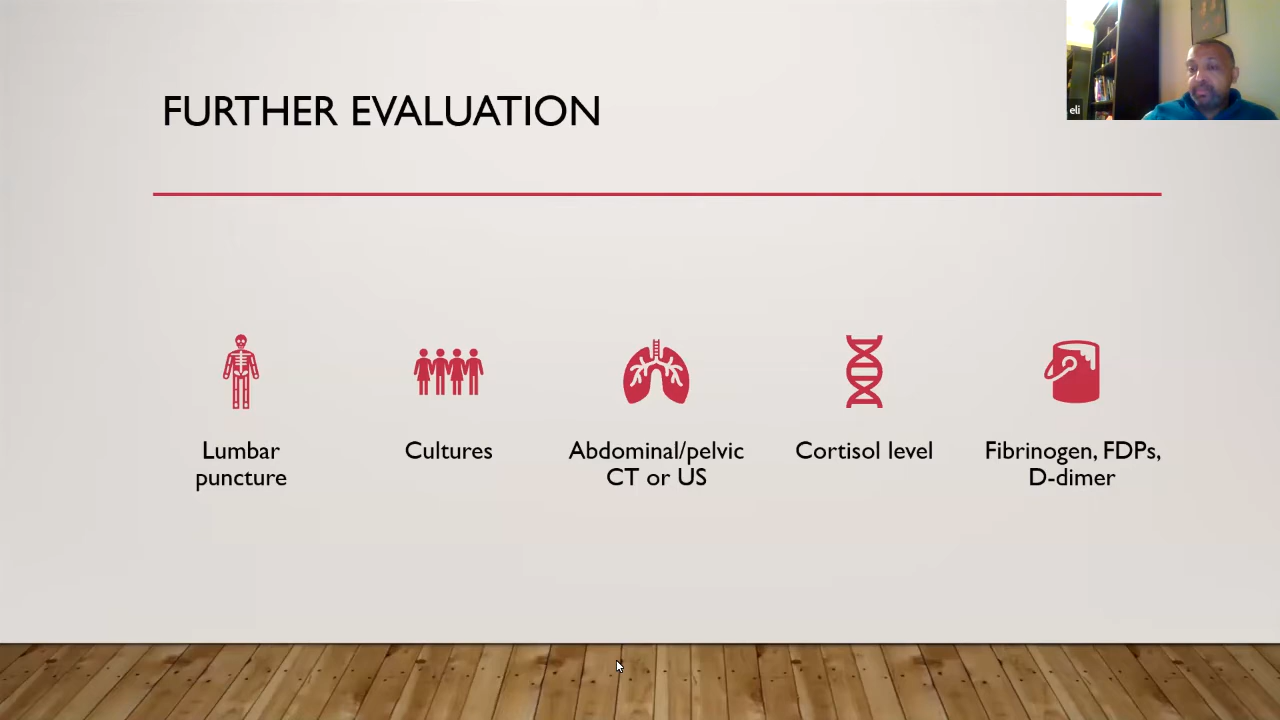 eli
FURTHER EVALUATION
Lumbar
puncture
Cultures
Abdominal/pelvic
CT or US
Cortisol level
Fibrinogen, FDPs,
D-dimer